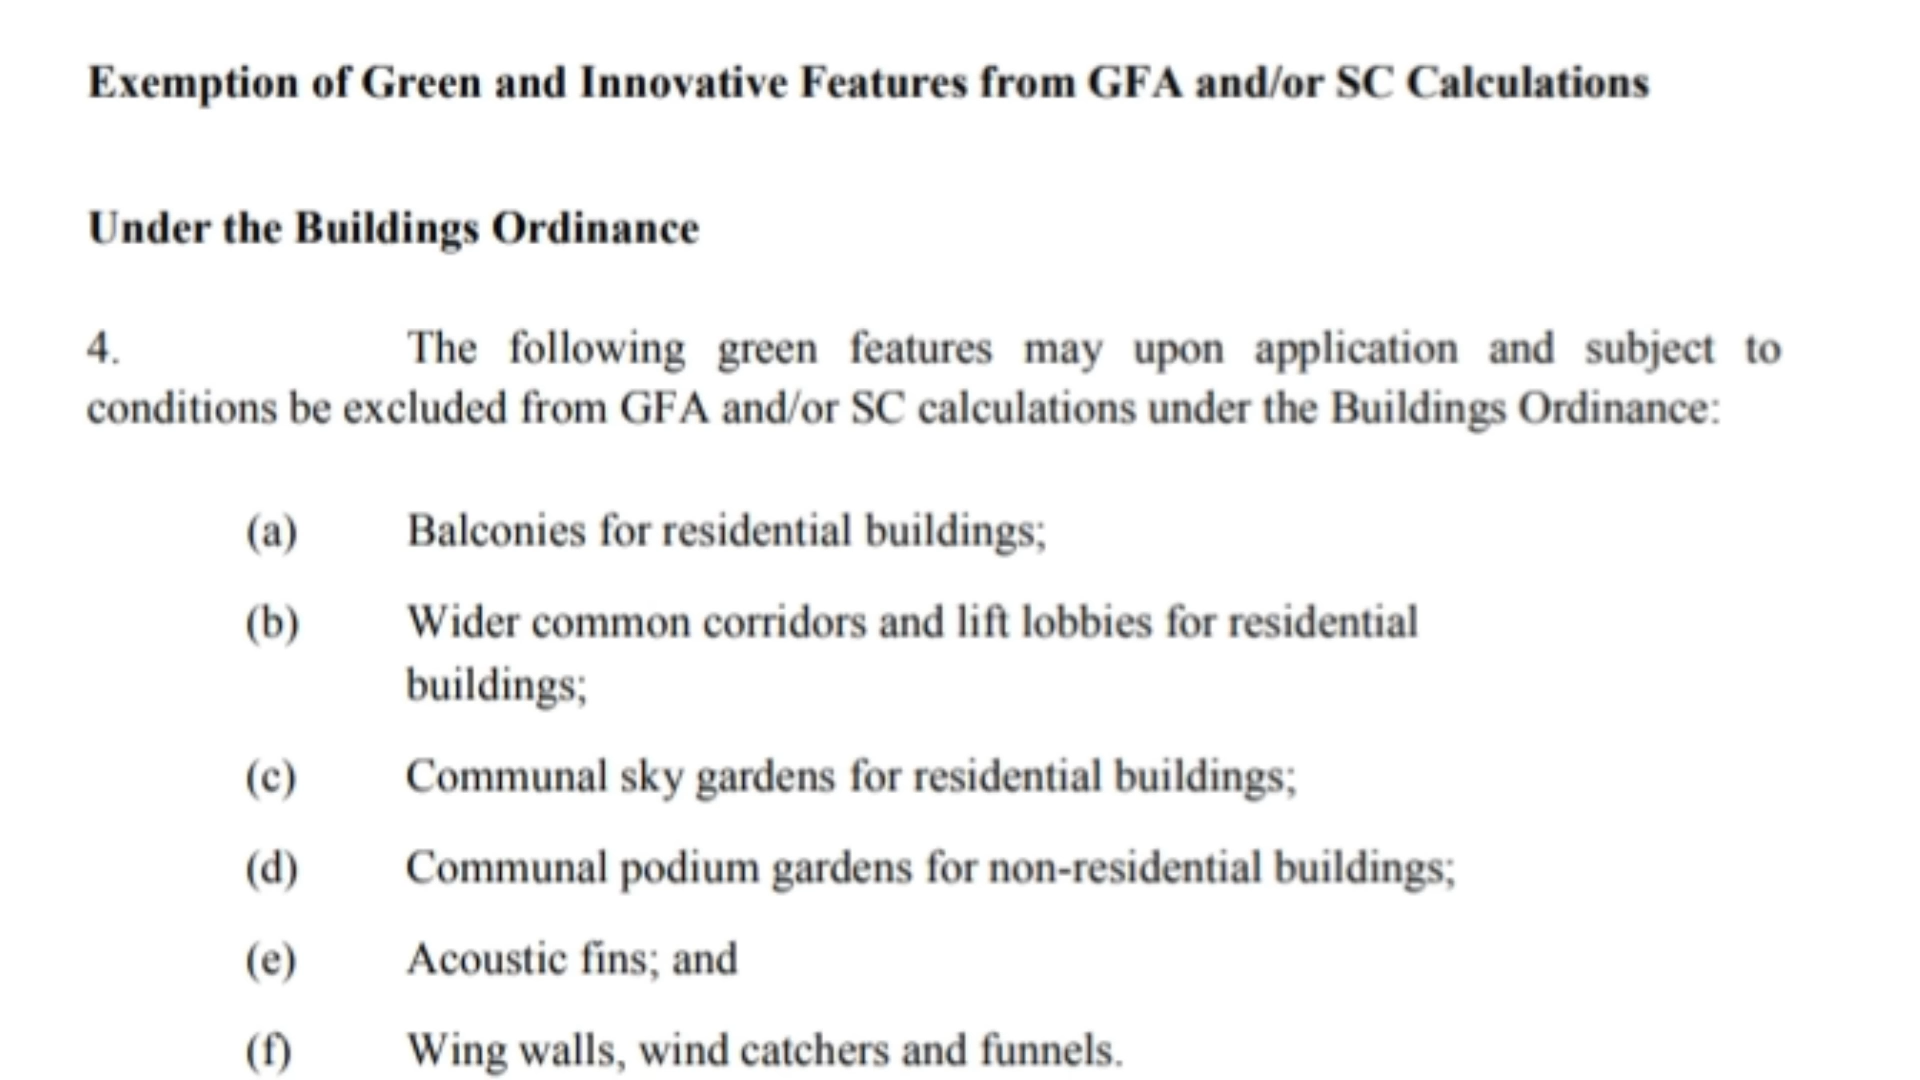 Exemption of Green and Innovative Features from GFA and/or SC Calculations
Under the Buildings Ordinance
4. The following green features may upon application and subject to
conditions be excluded from GFA and/or SC calculations under the Buildings Ordinance:
(a) Balconies for residential buildings;
(b) Wider common corridors and lift lobbies for residential
buildings;
(c) Communal sky gardens for residential buildings;
(d) Communal podium gardens for non-residential buildings;
(e) Acoustic fins; and
(f) Wing walls, wind catchers and funnels.